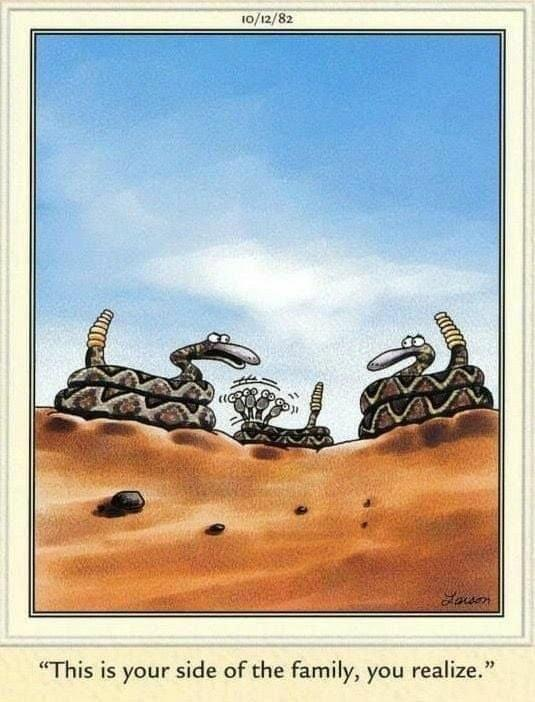 10/12/82
Larson
“This is your side of the family, you realize.”